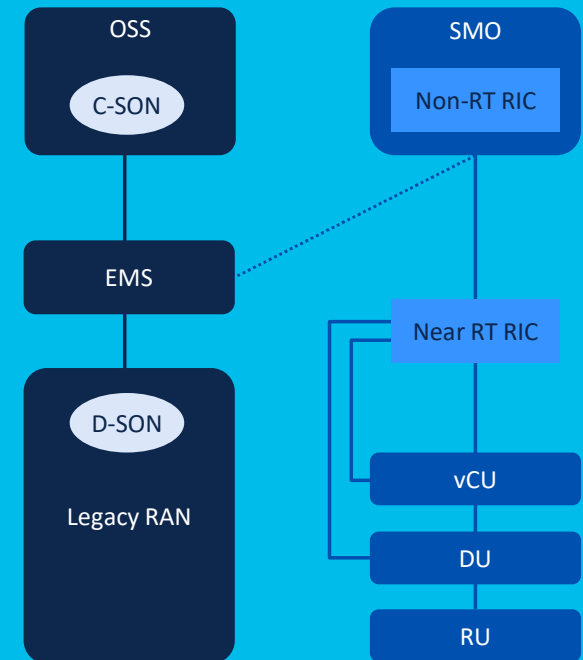 OSS
C-SON
EMS
D-SON
Legacy RAN
SMO
Non-RT RIC
Near RT RIC
vCU
DU
RU